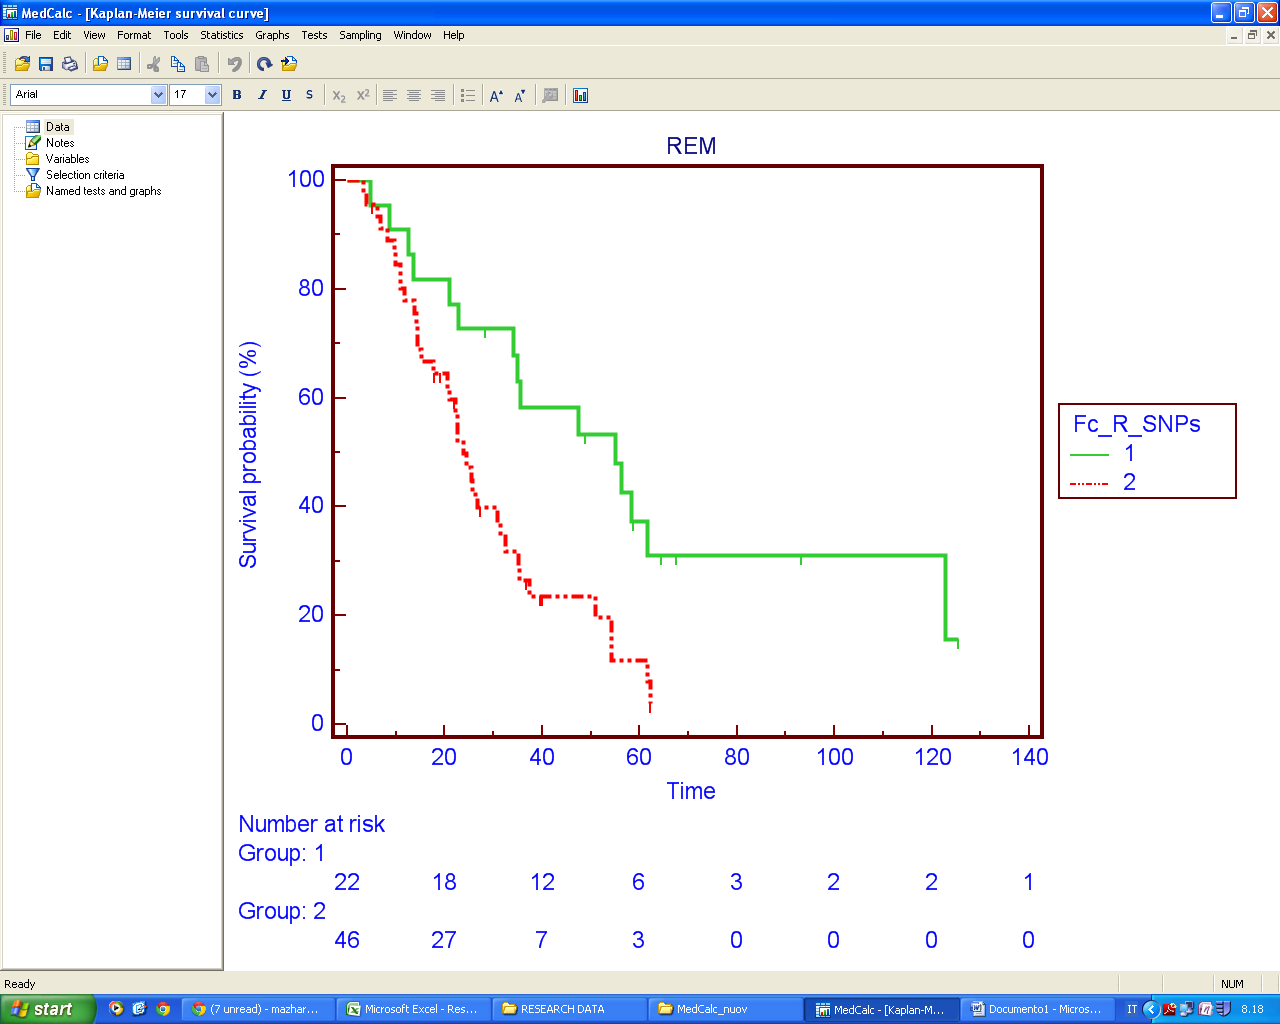 MedCalc - [Kaplan-Meier survival curve]
File Edit View Format Tools Statistics Graphs Tests Sampling Window Help
Arial 17 B I U S X2 X2 A A
Data
Notes
Variables
Selection criteria
Named tests and graphs
REM
100
80
60
40
20
0
Survival probability (%)
0 20 40 60 80 100 120 140
Time
Fc_R_SNPs
1
2
Number at risk
Group: 1
22 18 12 6 3 2 2 1
Group: 2
46 27 7 3 0 0 0 0
Ready NUM
start (7 unread) - mazhar... Microsoft Excel - Res... RESEARCH DATA MedCalc_nuov MedCalc - [Kaplan-M... Documento1 - Micros... IT 8.18